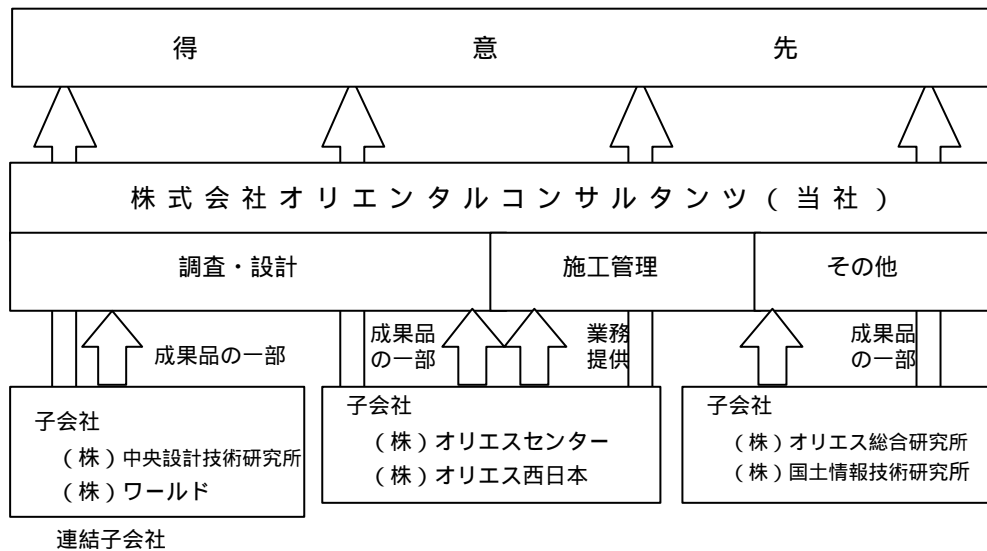 得意先
株式会社オリエンタルコンサルタンツ(当社)
調査・設計
施工管理
その他
成果品の一部
成果品
の一部
業務
提供
成果品
の一部
子会社
(株)中央設計技術研究所
(株)ワールド
子会社
(株)オリエスセンター
(株)オリエス西日本
子会社
(株)オリエス総合研究所
(株)国土情報技術研究所
連結子会社